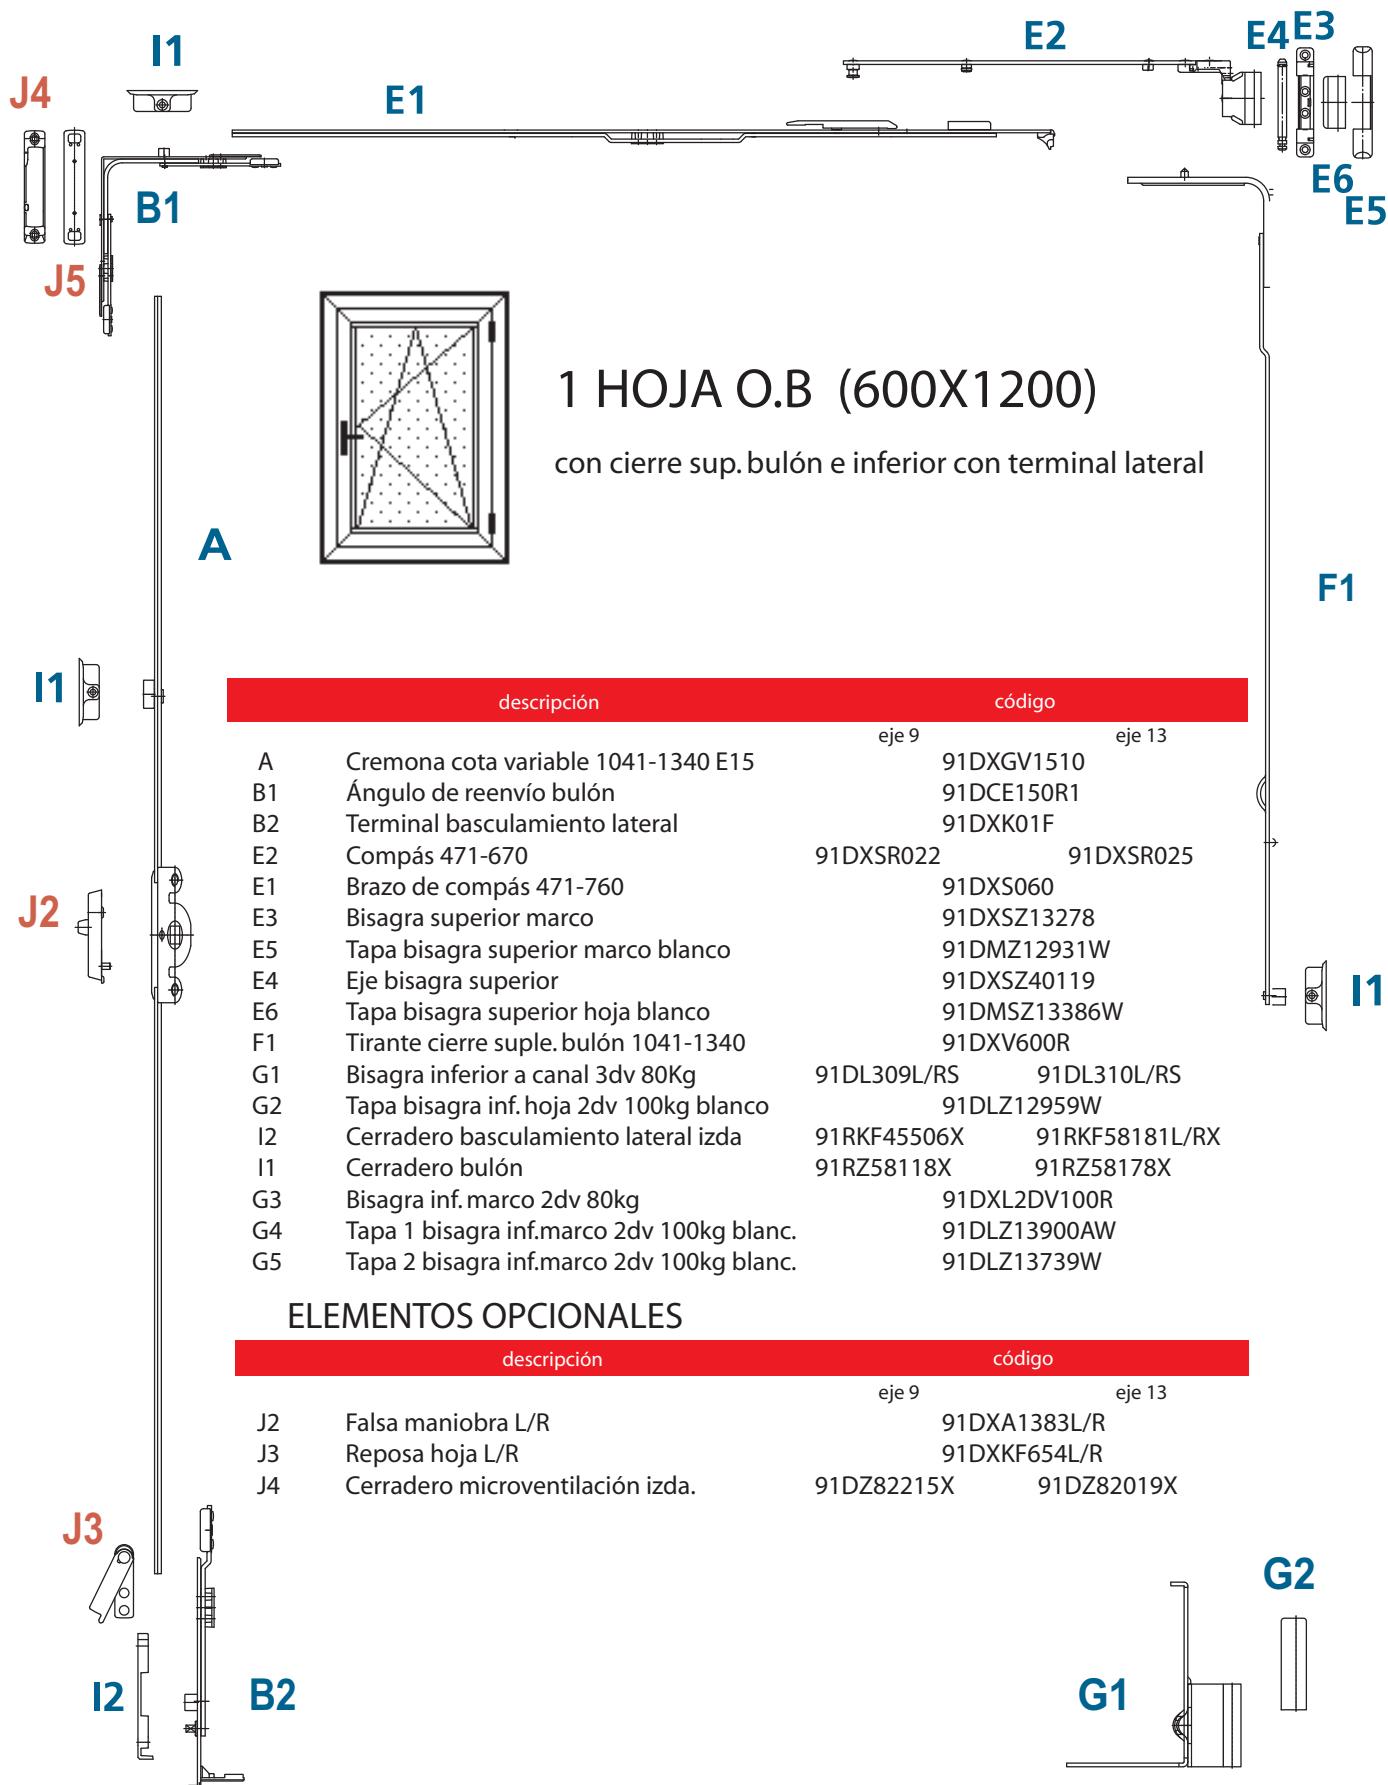 I1
E2
E4
E3
J4
E1
E6
B1
E5
J5
1 HOJA O.B (600X1200)
con cierre sup. bulón e inferior con terminal lateral
A
F1
I1
descripción código
eje 9 eje 13
A Cremona cota variable 1041-1340 E15 91DXGV1510
B1 Ángulo de reenvío bulón 91DCE150R1
B2 Terminal basculamiento lateral 91DXK01F
E2 Compás 471-670 91DXSR022 91DXSR025
E1 Brazo de compás 471-760 91DXS060
E3 Bisagra superior marco 91DXSZ13278
E5 Tapa bisagra superior marco blanco 91DMZ12931W
E4 Eje bisagra superior 91DXSZ40119
E6 Tapa bisagra superior hoja blanco 91DMSZ13386W
F1 Tirante cierre suple. bulón 1041-1340 91DXV600R
G1 Bisagra inferior a canal 3dv 80Kg 91DL309L/RS 91DL310L/RS
G2 Tapa bisagra inf. hoja 2dv 100kg blanco 91DLZ12959W
I2 Cerradero basculamiento lateral izda 91RKF45506X 91RKF58181L/RX
I1 Cerradero bulón 91RZ58118X 91RZ58178X
G3 Bisagra inf. marco 2dv 80kg 91DXL2DV100R
G4 Tapa 1 bisagra inf.marco 2dv 100kg blanc. 91DLZ13900AW
G5 Tapa 2 bisagra inf.marco 2dv 100kg blanc. 91DLZ13739W
J2
I1
ELEMENTOS OPCIONALES
descripción código
eje 9 eje 13
J2 Falsa maniobra L/R 91DXA1383L/R
J3 Reposa hoja L/R 91DXKF654L/R
J4 Cerradero microventilación izda. 91DZ82215X 91DZ82019X
J3
G2
I2
B2
G1